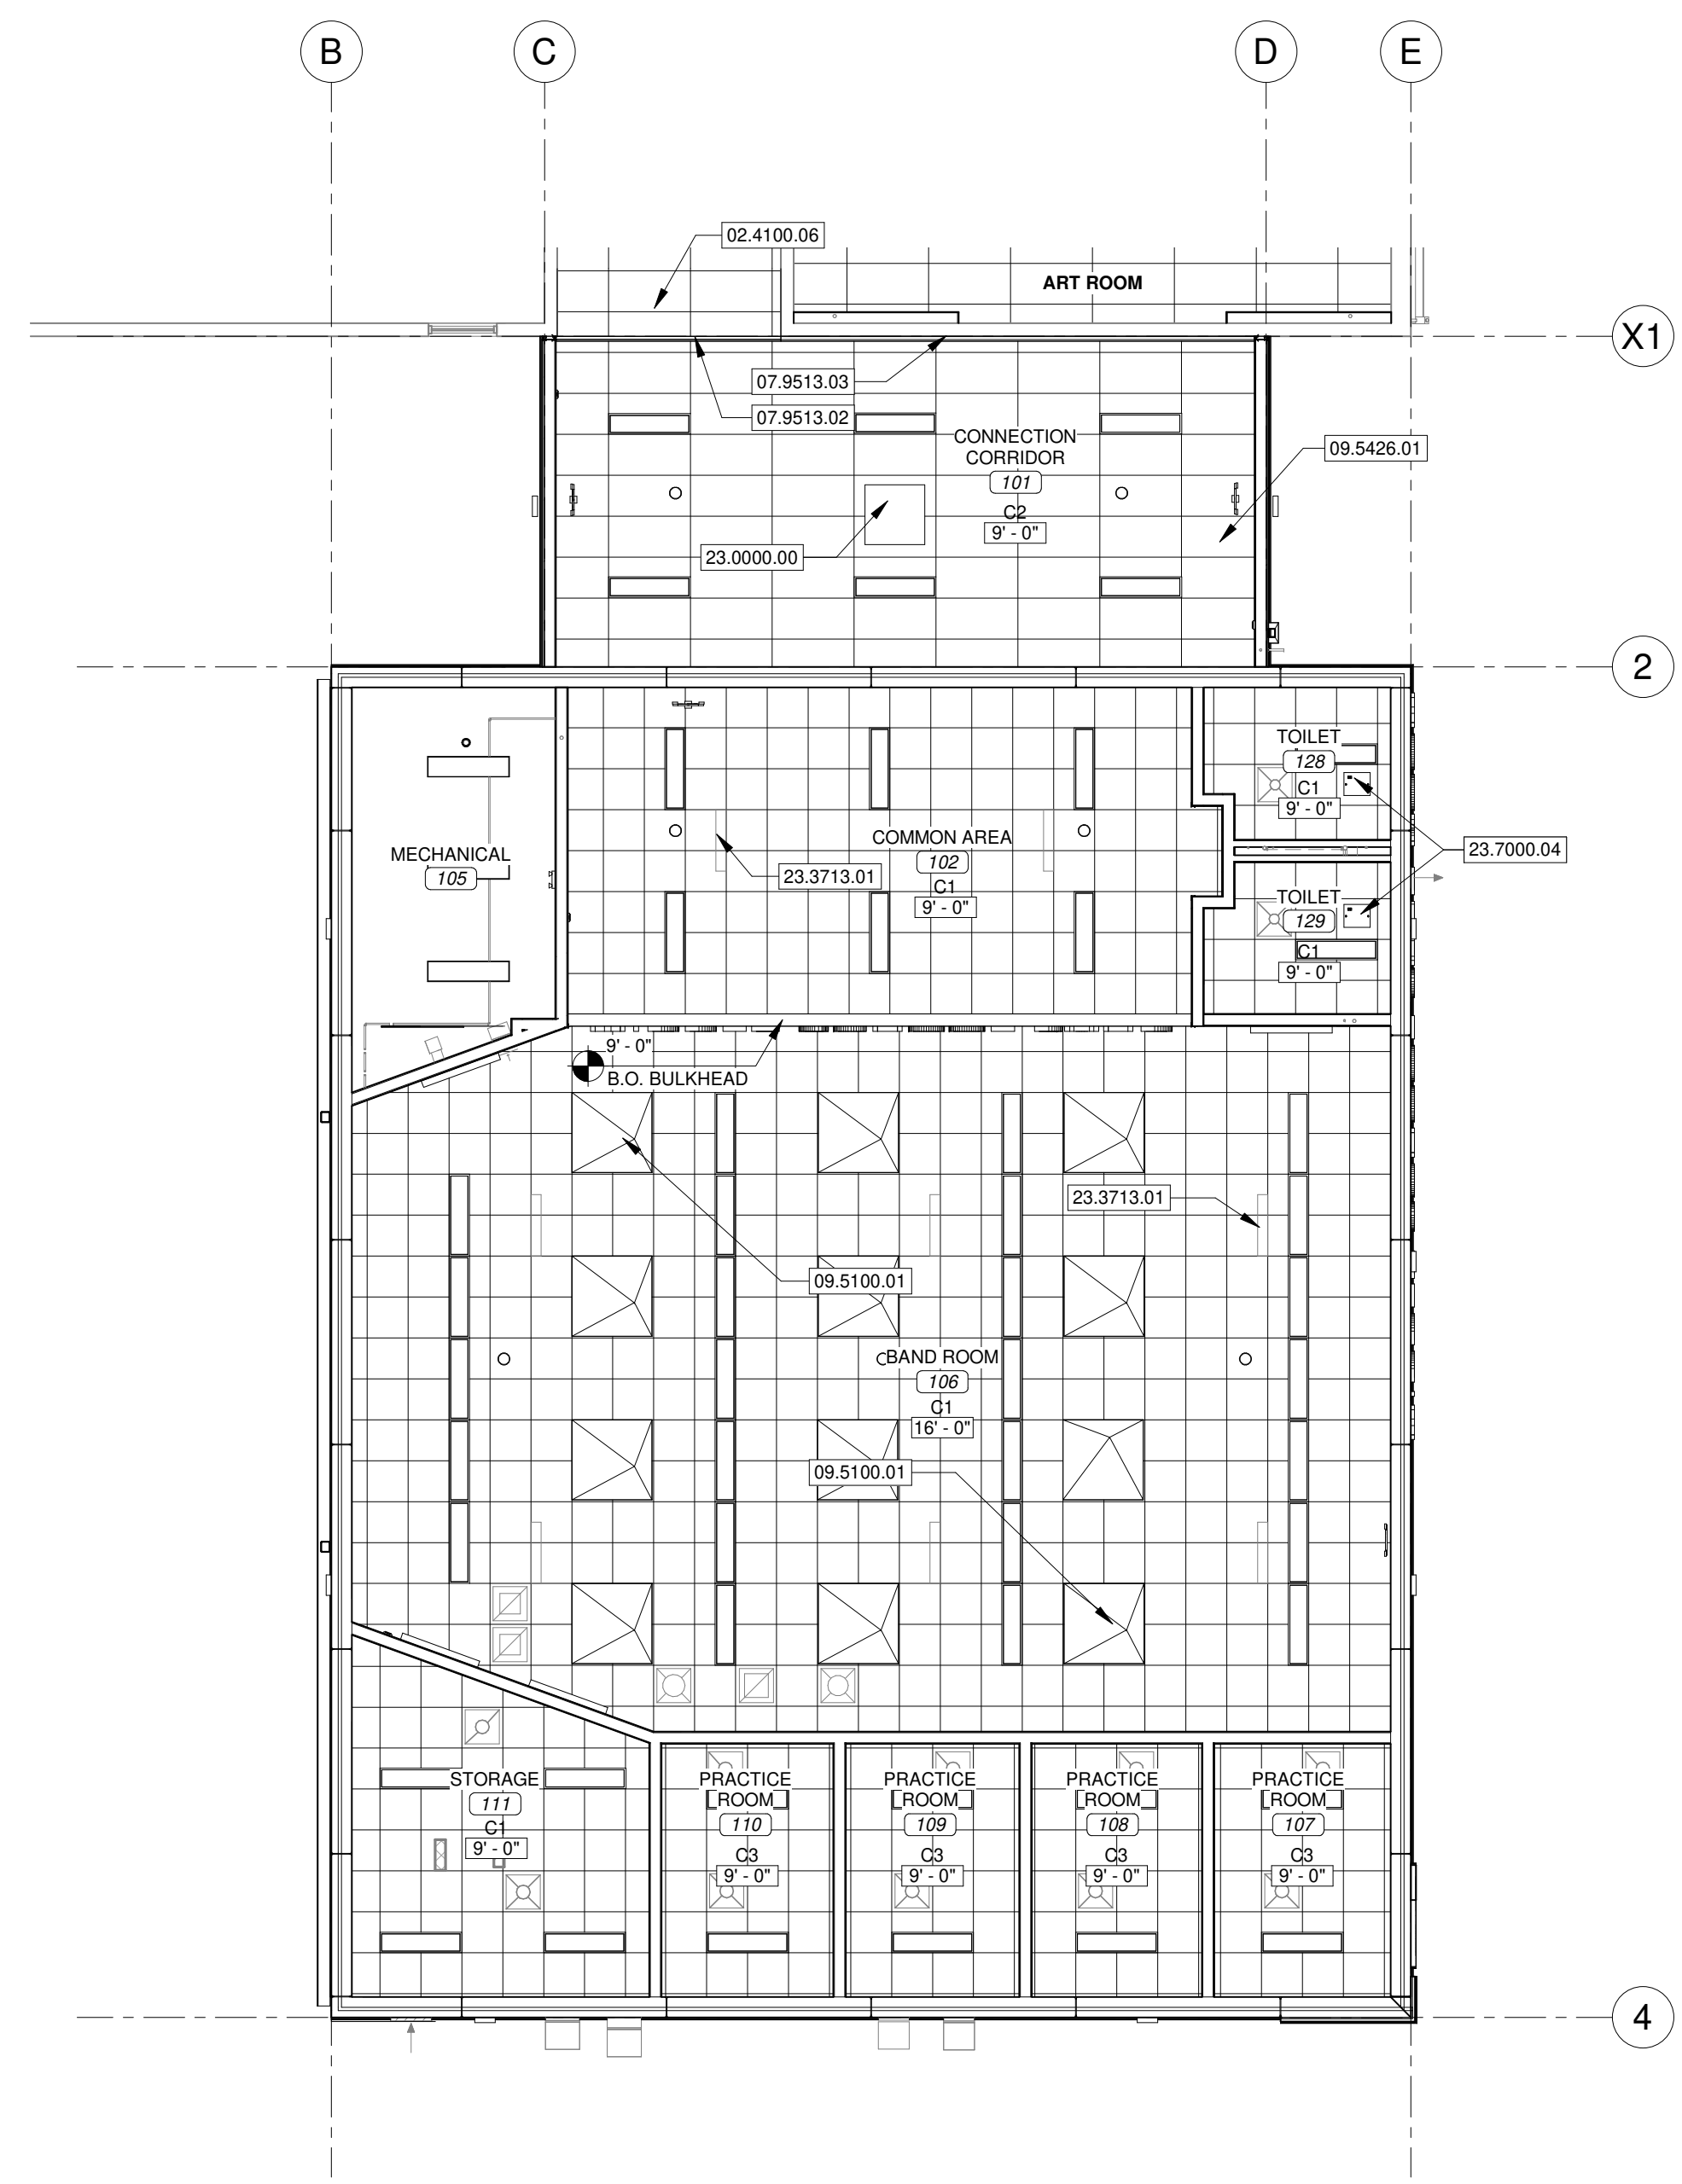 B
C
D
E
02.4100.06
ART ROOM
X1
07.9513.03
07.9513.02
CONNECTION
CORRIDOR
101
C2
9' - 0"
09.5426.01
23.0000.00
2
TOILET
128
C1
9' - 0"
COMMON AREA
102
C1
9' - 0"
MECHANICAL
105
23.3713.01
23.7000.04
TOILET
129
C1
9' - 0"
9' - 0"
B.O. BULKHEAD
23.3713.01
09.5100.01
BAND ROOM
106
C1
16' - 0"
09.5100.01
STORAGE
111
C1
9' - 0"
PRACTICE
ROOM
110
C3
9' - 0"
PRACTICE
ROOM
109
C3
9' - 0"
PRACTICE
ROOM
108
C3
9' - 0"
PRACTICE
ROOM
107
C3
9' - 0"
4